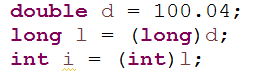 double d = 100.04;
long l = (long)d;
int i = (int)l;